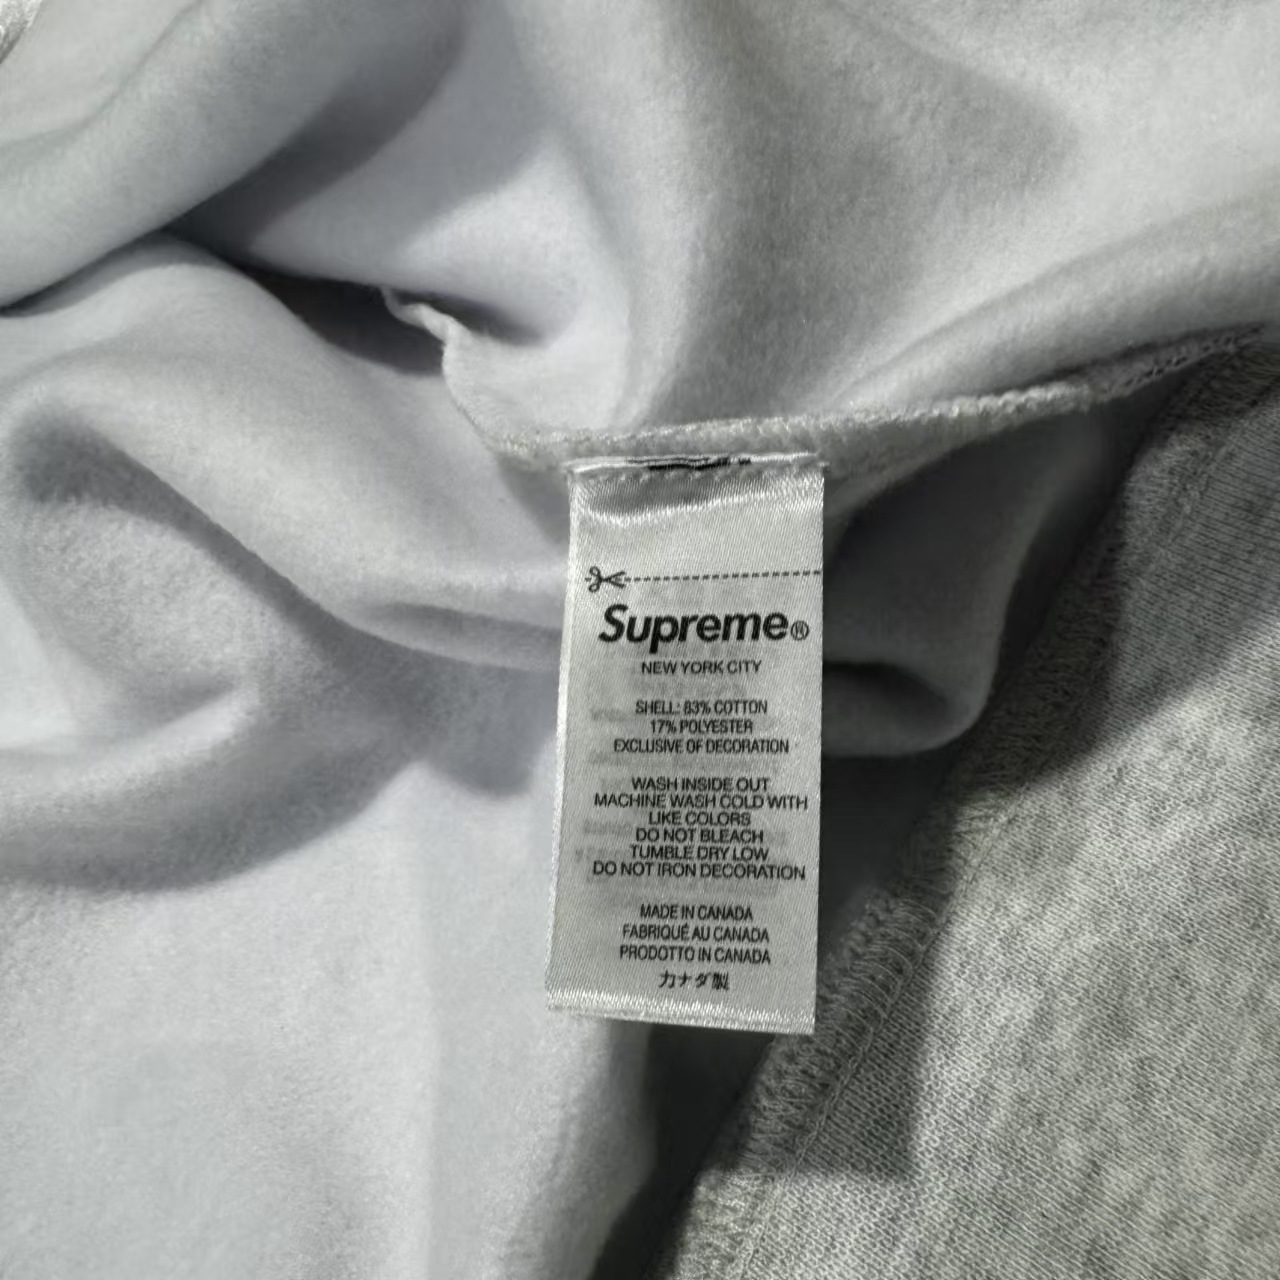 Supreme®
NEW YORK CITY
SHELL: 83% COTTON
17% POLYESTER
EXCLUSIVE OF DECORATION
WASH INSIDE OUT
MACHINE WASH COLD WITH
LIKE COLORS
DO NOT BLEACH
TUMBLE DRY LOW
DO NOT IRON DECORATION
MADE IN CANADA
FABRIQUÉ AU CANADA
PRODOTTO IN CANADA
カナダ製